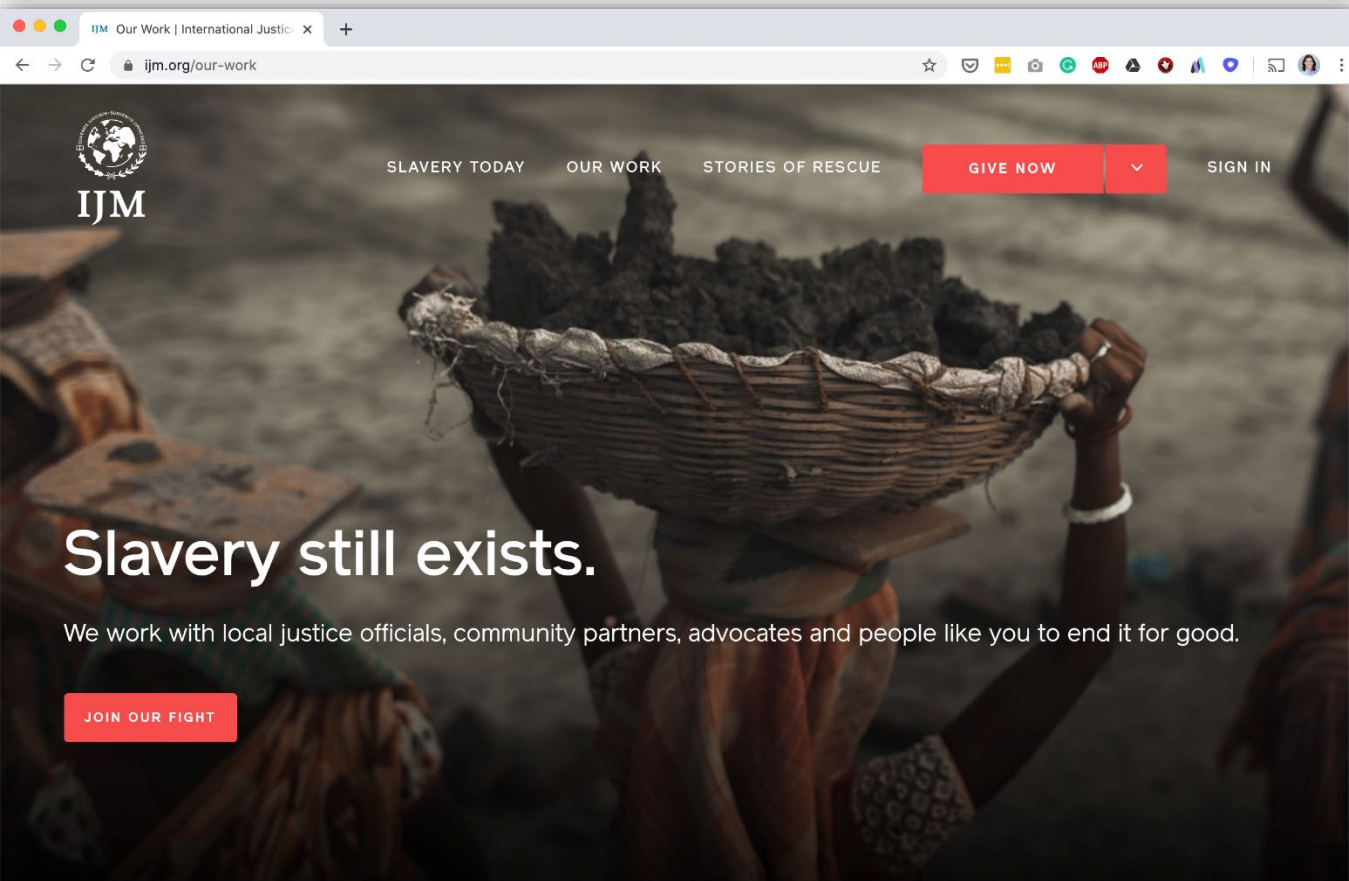 IJM Our Work | International Justic
ijm.org/our-work
ABP
IJM
SLAVERY TODAY
OUR WORK
STORIES OF RESCUE
GIVE NOW
SIGN IN
Slavery still exists.
We work with local justice officials, community partners, advocates and people like you to end it for good.
JOIN OUR FIGHT